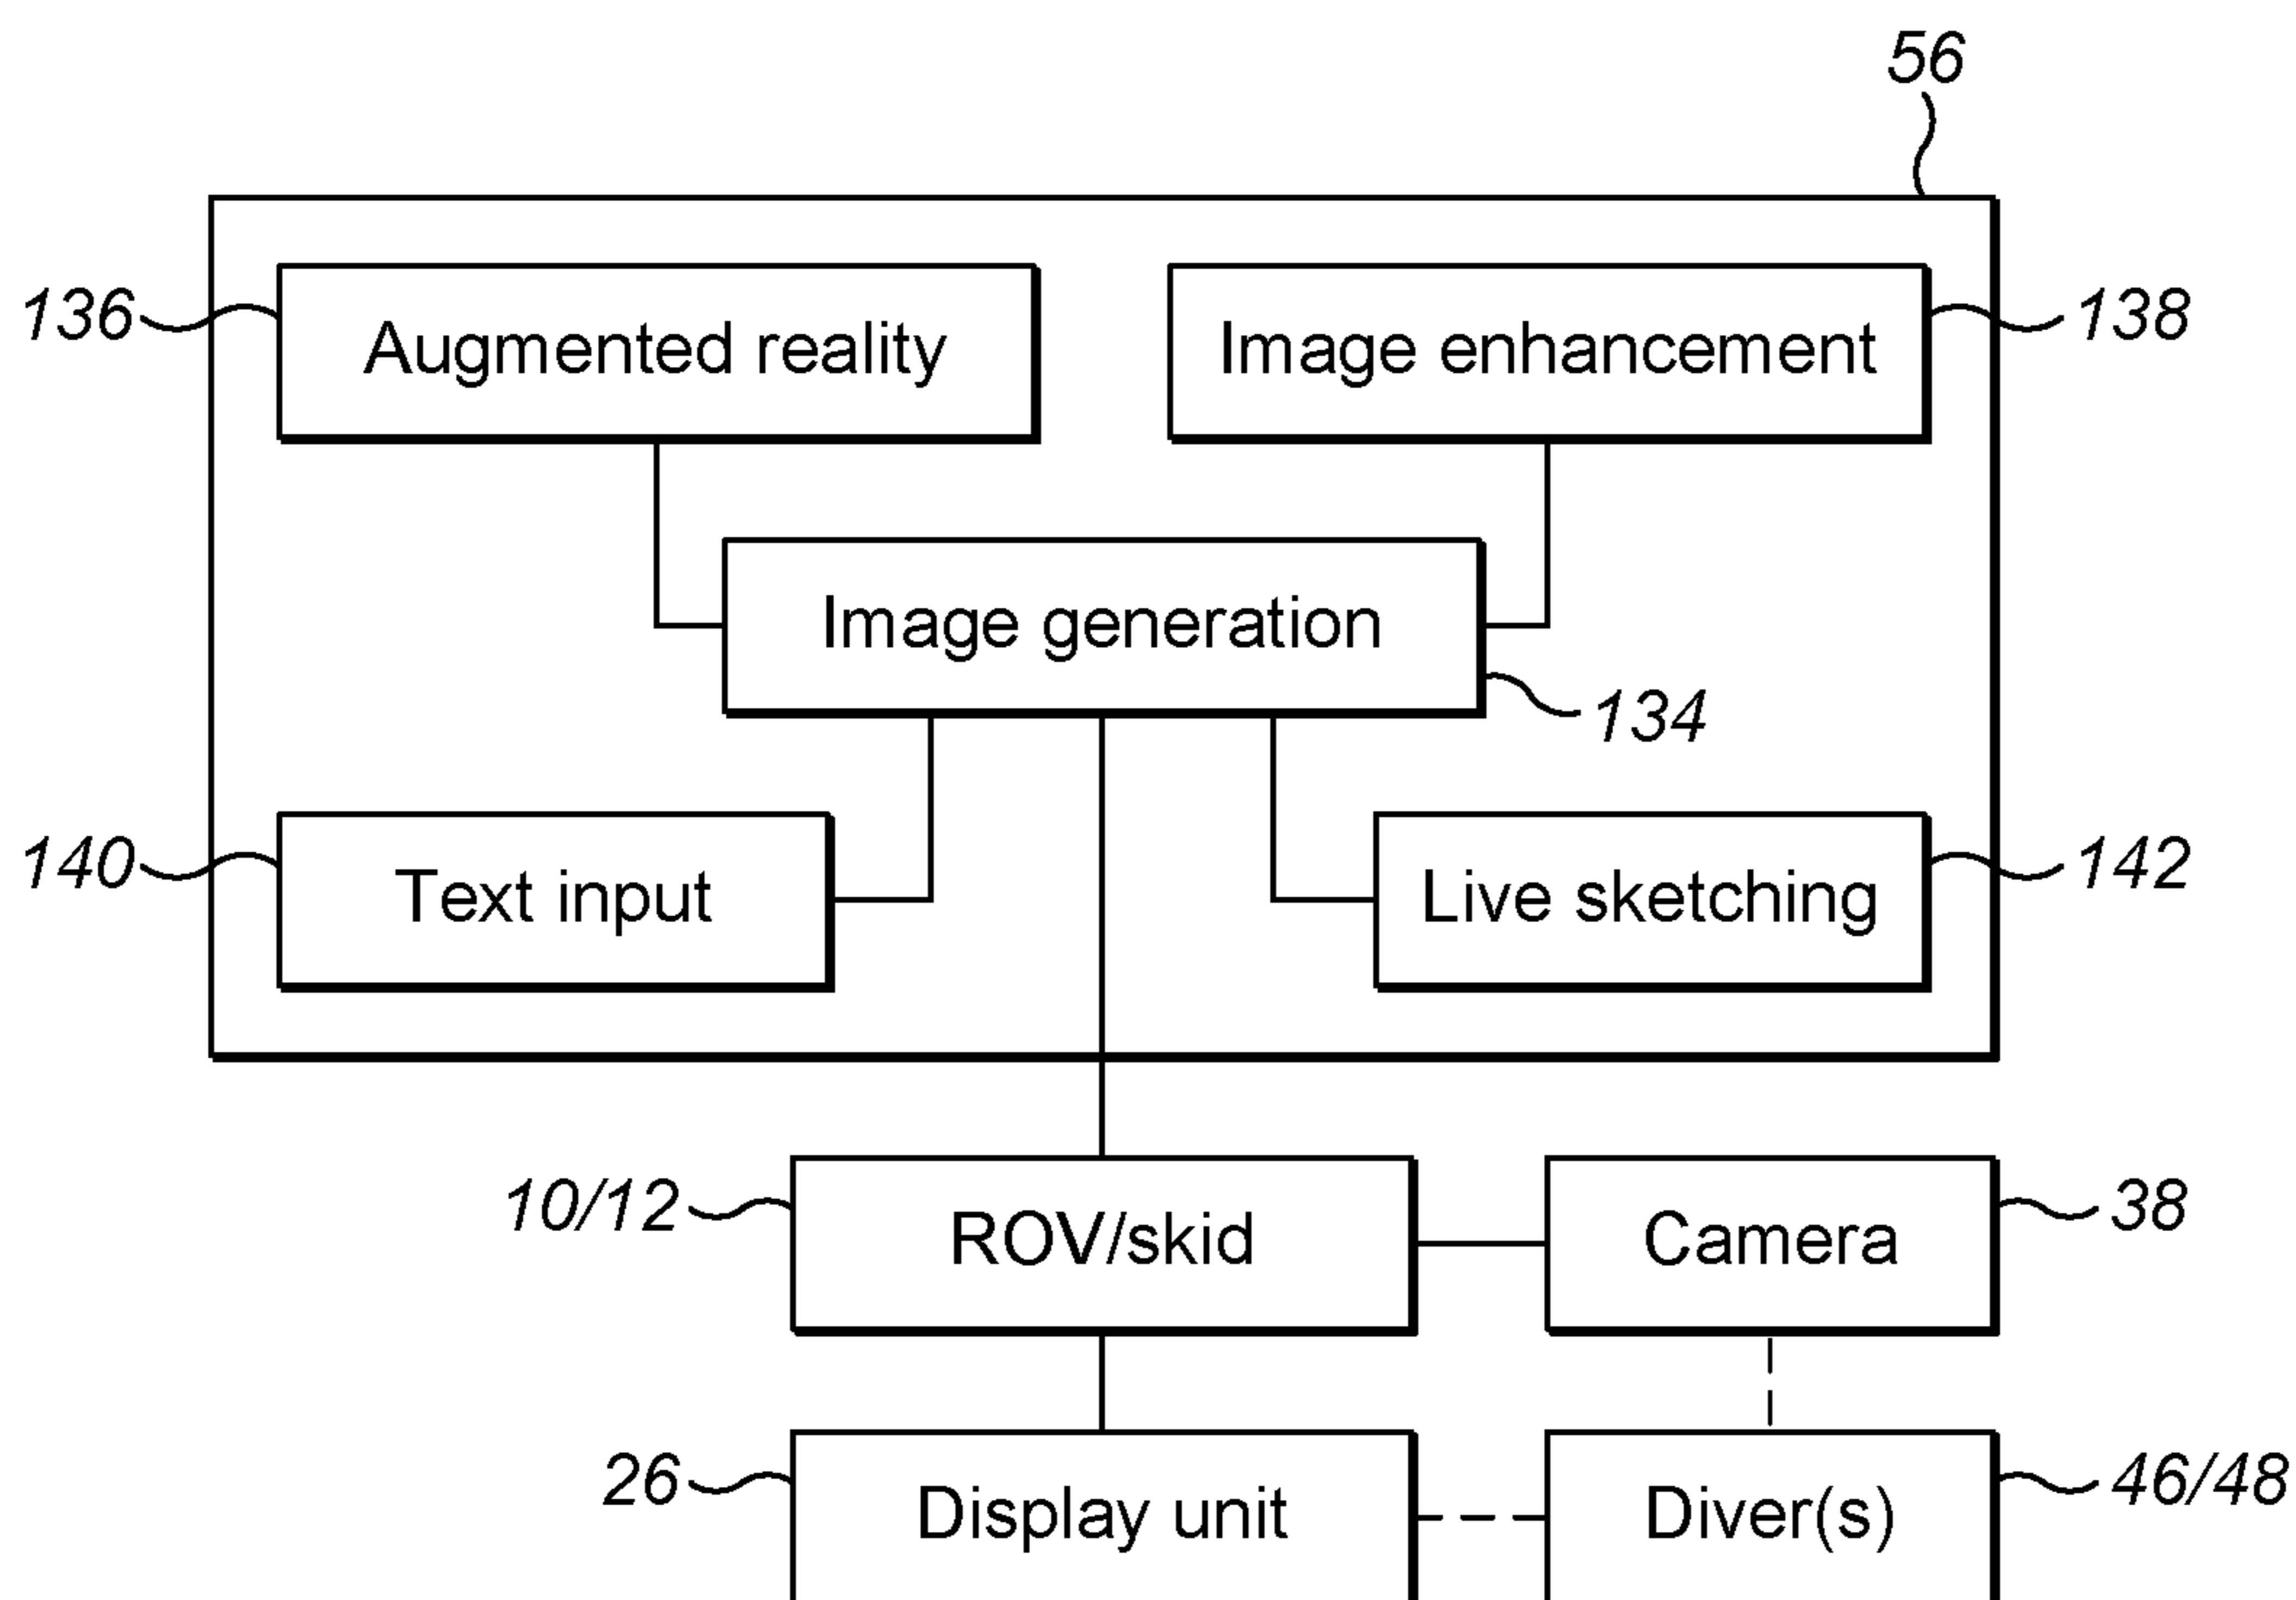 56
136
Augmented reality
Image enhancement
138
Image generation
134
140
Text input
Live sketching
142
10/12
ROV/skid
Camera
38
26
Display unit
Diver(s)
46/48